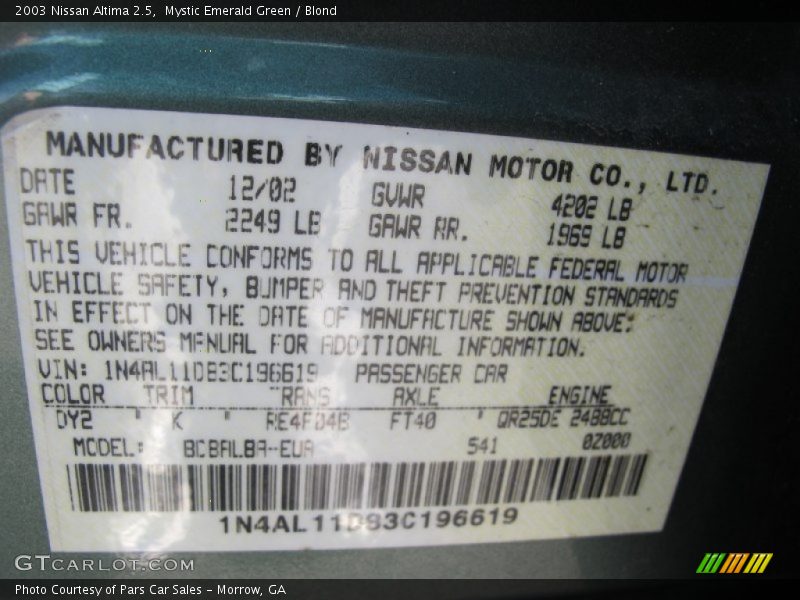 2003 Nissan Altima 2.5,  Mystic Emerald Green / Blond
MANUFACTURED BY NISSAN MOTOR CO., LTD.
DATE 12/02 GVWR 4202 LB
GAWR FR. 2249 LB GAWR RR. 1969 LB
THIS VEHICLE CONFORMS TO ALL APPLICABLE FEDERAL MOTOR
VEHICLE SAFETY, BUMPER AND THEFT PREVENTION STANDARDS
IN EFFECT ON THE DATE OF MANUFACTURE SHOWN ABOVE:
SEE OWNERS MANUAL FOR ADDITIONAL INFORMATION.
VIN: 1N4AL11D83C196619 PASSENGER CAR
COLOR TRIM TRANS AXLE ENGINE
DY2 " K " RE4F04B FT40 " QR25DE 2488CC
MODEL: 541 0Z000
1N4AL11D83C196619
GTCARCOM.COM
Photo Courtesy of Pars Car Sales - Morrow, GA